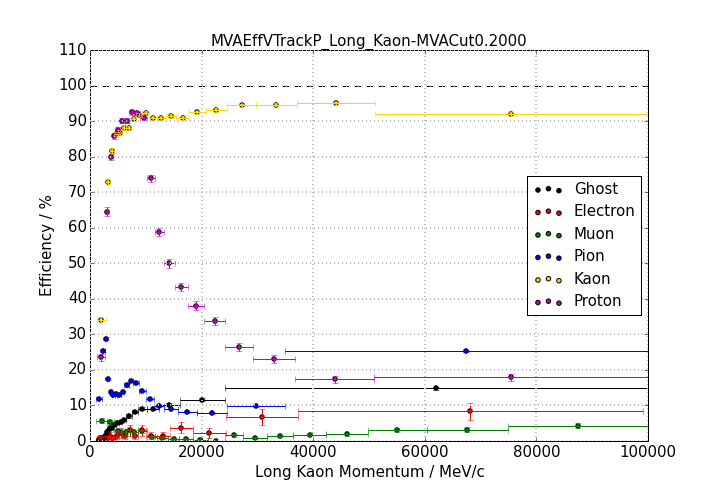 MVAEffVTrackP_Long_Kaon-MVACut0.2000
110
100
90
80
70
60
50
40
30
20
10
0
Efficiency / %
Ghost
Electron
Muon
Pion
Kaon
Proton
0 20000 40000 60000 80000 100000
Long Kaon Momentum / MeV/c